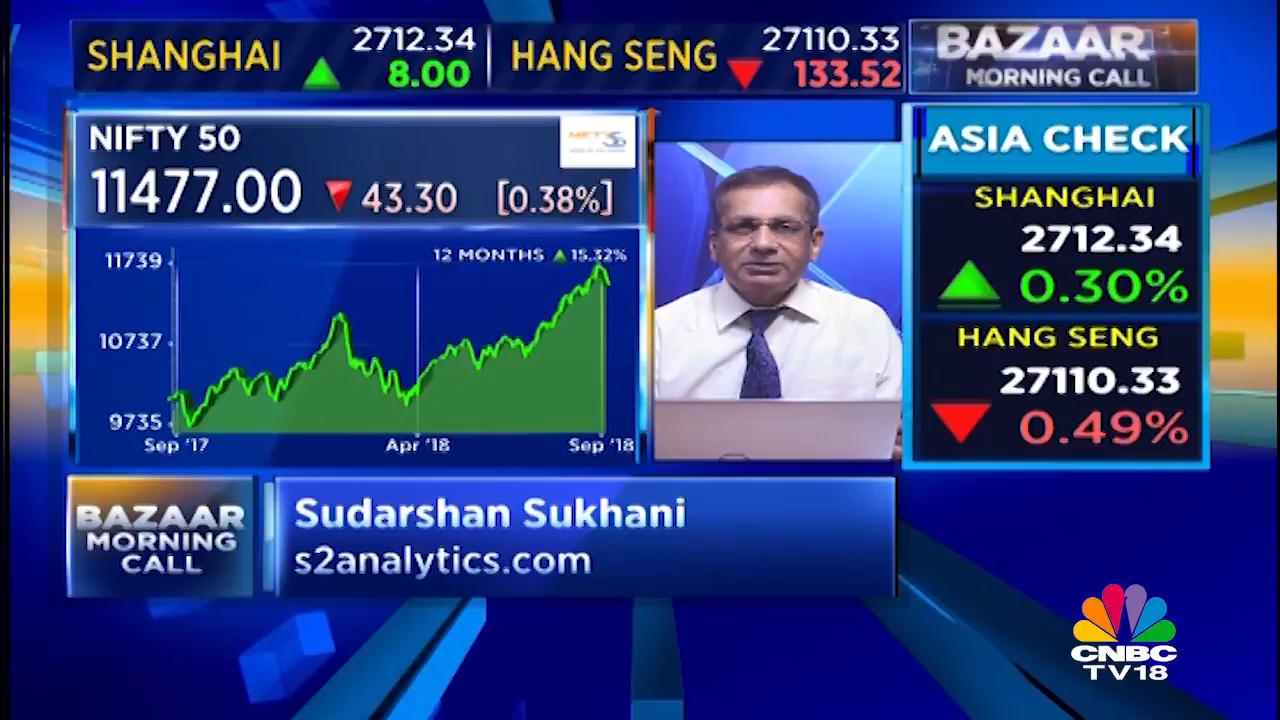 SHANGHAI
2712.34
8.00
HANG SENG
27110.33
133.52
BAZAAR
MORNING CALL
NIFTY 50
11477.00 43.30 [0.38%]
12 MONTHS 15.32%
11739
10737
9735
Sep '17 Apr '18 Sep '18
ASIA CHECK
SHANGHAI
2712.34
0.30%
HANG SENG
27110.33
0.49%
BAZAAR
MORNING
CALL
Sudarshan Sukhani
s2analytics.com
CNBC
TV18